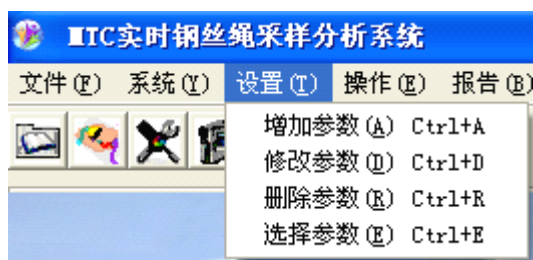 MTC实时钢丝绳采样分析系统
文件(F) 系统(Y) 设置(T) 操作(E) 报告(B)
增加参数(A) Ctrl+A
修改参数(D) Ctrl+D
删除参数(R) Ctrl+R
选择参数(E) Ctrl+E